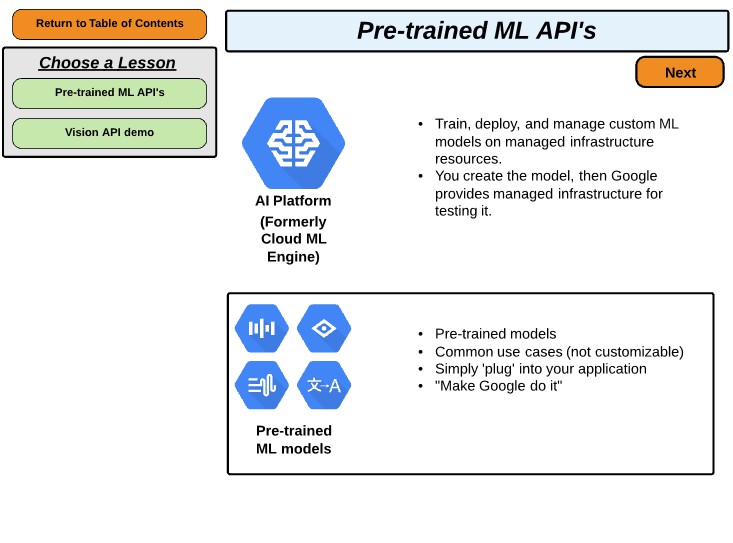 Return to Table of Contents
Choose a Lesson
Pre-trained ML API's
Vision API demo
Pre-trained ML API's
Next
AI Platform
(Formerly
Cloud ML
Engine)
• Train, deploy, and manage custom ML
models on managed infrastructure
resources.
• You create the model, then Google
provides managed infrastructure for
testing it.
文→A
Pre-trained
ML models
• Pre-trained models
• Common use cases (not customizable)
• Simply 'plug' into your application
• "Make Google do it"